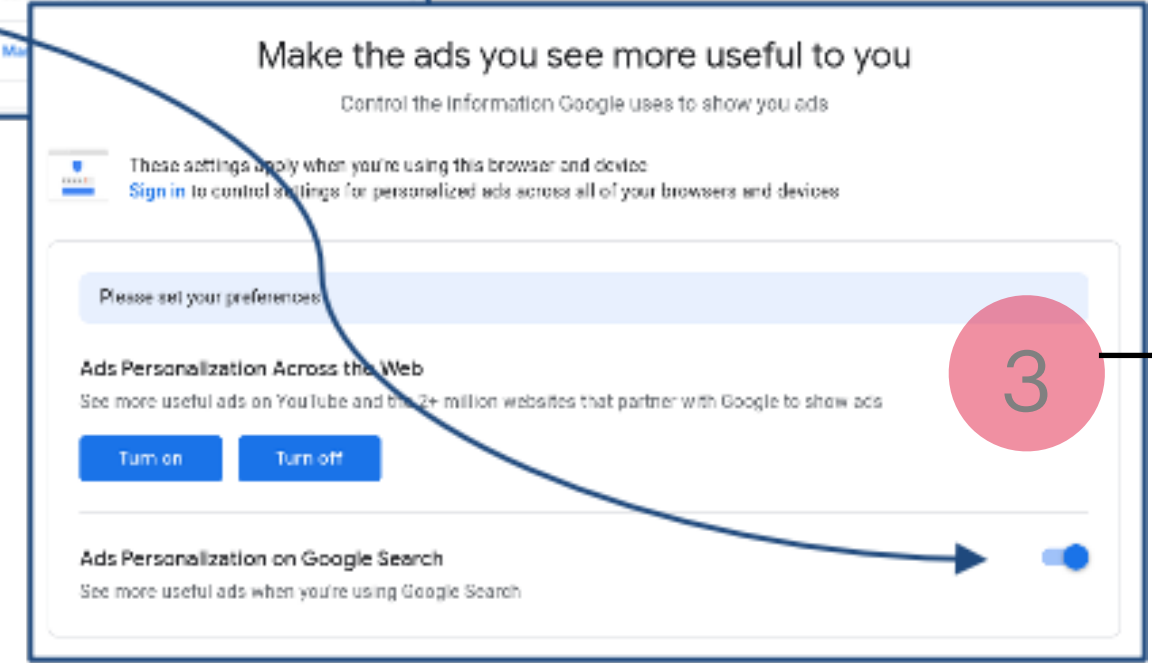 Make the ads you see more useful to you
Control the information Google uses to show you ads
These settings apply when you're using this browser and device
Sign in to control settings for personalized ads across all of your browsers and devices
Please set your preferences
Ads Personalization Across the Web
See more useful ads on YouTube and the 2+ million websites that partner with Google to show ads
3
Turn on
Turn off
Ads Personalization on Google Search
See more useful ads when you're using Google Search